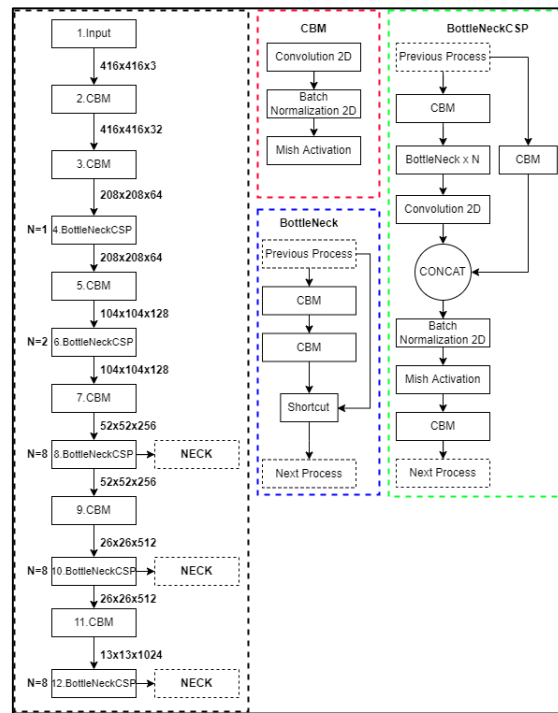 1.Input
416x416x3
2.CBM
416x416x32
3.CBM
208x208x64
N=1
4.BottleNeckCSP
208x208x64
5.CBM
104x104x128
N=2
6.BottleNeckCSP
104x104x128
7.CBM
52x52x256
N=8
8.BottleNeckCSP
NECK
52x52x256
9.CBM
26x26x512
N=8
10.BottleNeckCSP
NECK
26x26x512
11.CBM
13x13x1024
N=8
12.BottleNeckCSP
NECK
CBM
Convolution 2D
Batch
Normalization 2D
Mish Activation
BottleNeck
Previous Process
CBM
CBM
Shortcut
Next Process
BottleNeckCSP
Previous Process
CBM
BottleNeck x N
CBM
Convolution 2D
CONCAT
Batch
Normalization 2D
Mish Activation
CBM
Next Process